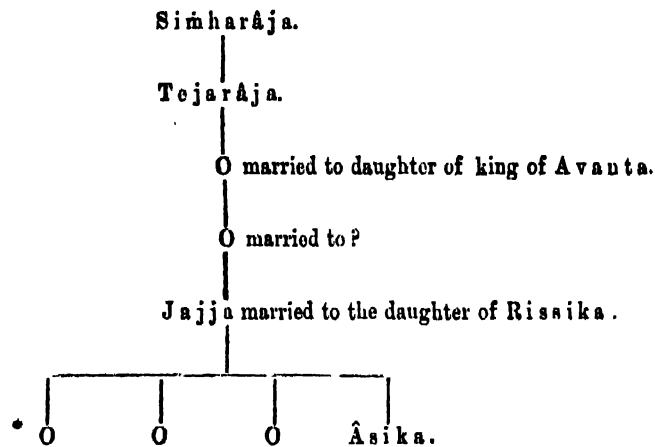 Siṁharâja.
Tejarâja.
O married to daughter of king of Avanta.
O married to?
Jajja married to the daughter of Rissika.
* O O O Âsika.